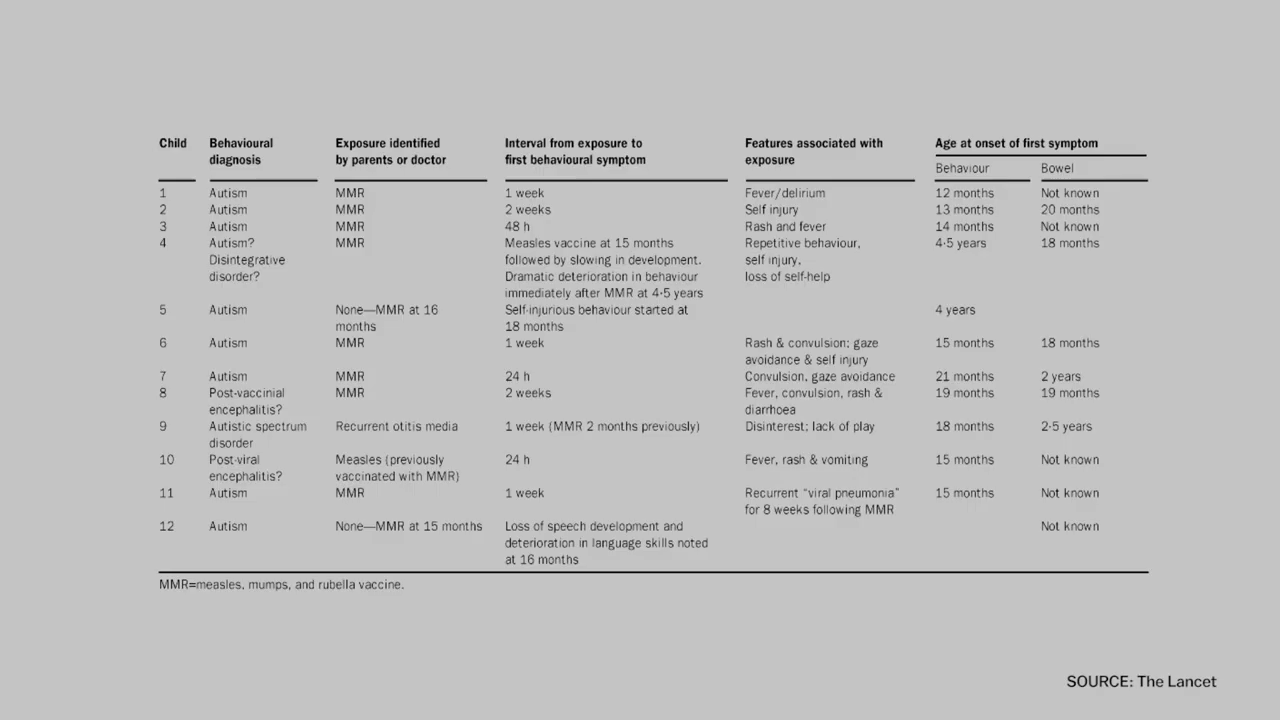 Child Behavioural diagnosis Exposure identified by parents or doctor Interval from exposure to first behavioural symptom Features associated with exposure Age at onset of first symptom
Behaviour Bowel
1 Autism MMR 1 week Fever/delirium 12 months Not known
2 Autism MMR 2 weeks Self injury 13 months 20 months
3 Autism MMR 48 h Rash and fever 14 months Not known
4 Autism? MMR Measles vaccine at 15 months Repetitive behaviour, 4·5 years 18 months
Disintegrative followed by slowing in development. self injury,
disorder? Dramatic deterioration in behaviour loss of self-help
immediately after MMR at 4·5 years
5 Autism None—MMR at 16 Self-injurious behaviour started at 4 years
months 18 months
6 Autism MMR 1 week Rash & convulsion; gaze 15 months 18 months
avoidance & self injury
7 Autism MMR 24 h Convulsion, gaze avoidance 21 months 2 years
8 Post-vaccinial MMR 2 weeks Fever, convulsion, rash & 19 months 19 months
encephalitis? diarrhoea
9 Autistic spectrum Recurrent otitis media 1 week (MMR 2 months previously) Disinterest; lack of play 18 months 2·5 years
disorder
10 Post-viral Measles (previously 24 h Fever, rash & vomiting 15 months Not known
encephalitis? vaccinated with MMR)
11 Autism MMR 1 week Recurrent “viral pneumonia” 15 months Not known
for 8 weeks following MMR
12 Autism None—MMR at 15 months Loss of speech development and Not known
deterioration in language skills noted
at 16 months
MMR=measles, mumps, and rubella vaccine.
SOURCE: The Lancet